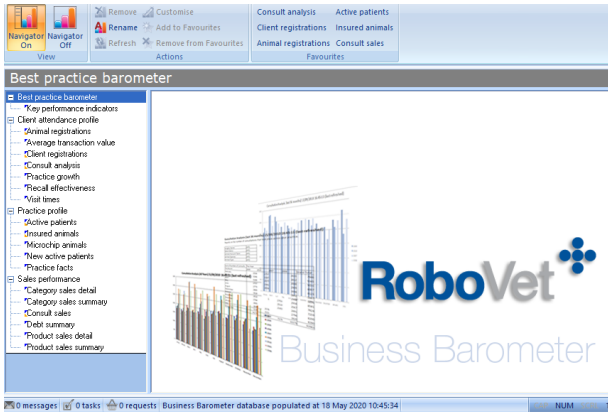 Navigator On
Navigator Off
View
Remove
Customise
Rename
Add to Favourites
Refresh
Remove from Favourites
Actions
Consult analysis
Active patients
Client registrations
Insured animals
Animal registrations
Consult sales
Favourites
Best practice barometer
Best practice barometer
Key performance indicators
Client attendance profile
Animal registrations
Average transaction value
Client registrations
Consult analysis
Practice growth
Recall effectiveness
Visit times
Practice profile
Active patients
Insured animals
Microchip animals
New active patients
Practice facts
Sales performance
Category sales detail
Category sales summary
Consult sales
Debt summary
Product sales detail
Product sales summary
RoboVet
Business Barometer
0 messages
0 tasks
0 requests
Business Barometer database populated at 18 May 2020 10:45:34
NUM